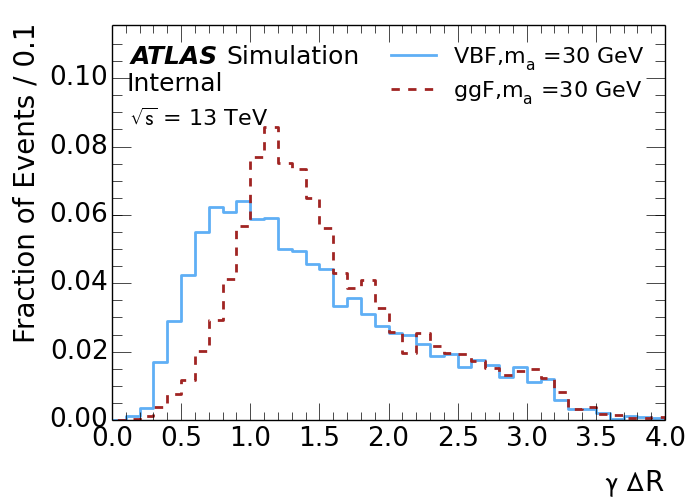 ATLAS Simulation
Internal
√s = 13 TeV
VBF,mₐ =30 GeV
ggF,mₐ =30 GeV
Fraction of Events / 0.1
0.10
0.08
0.06
0.04
0.02
0.00
0.0 0.5 1.0 1.5 2.0 2.5 3.0 3.5 4.0
γ ΔR